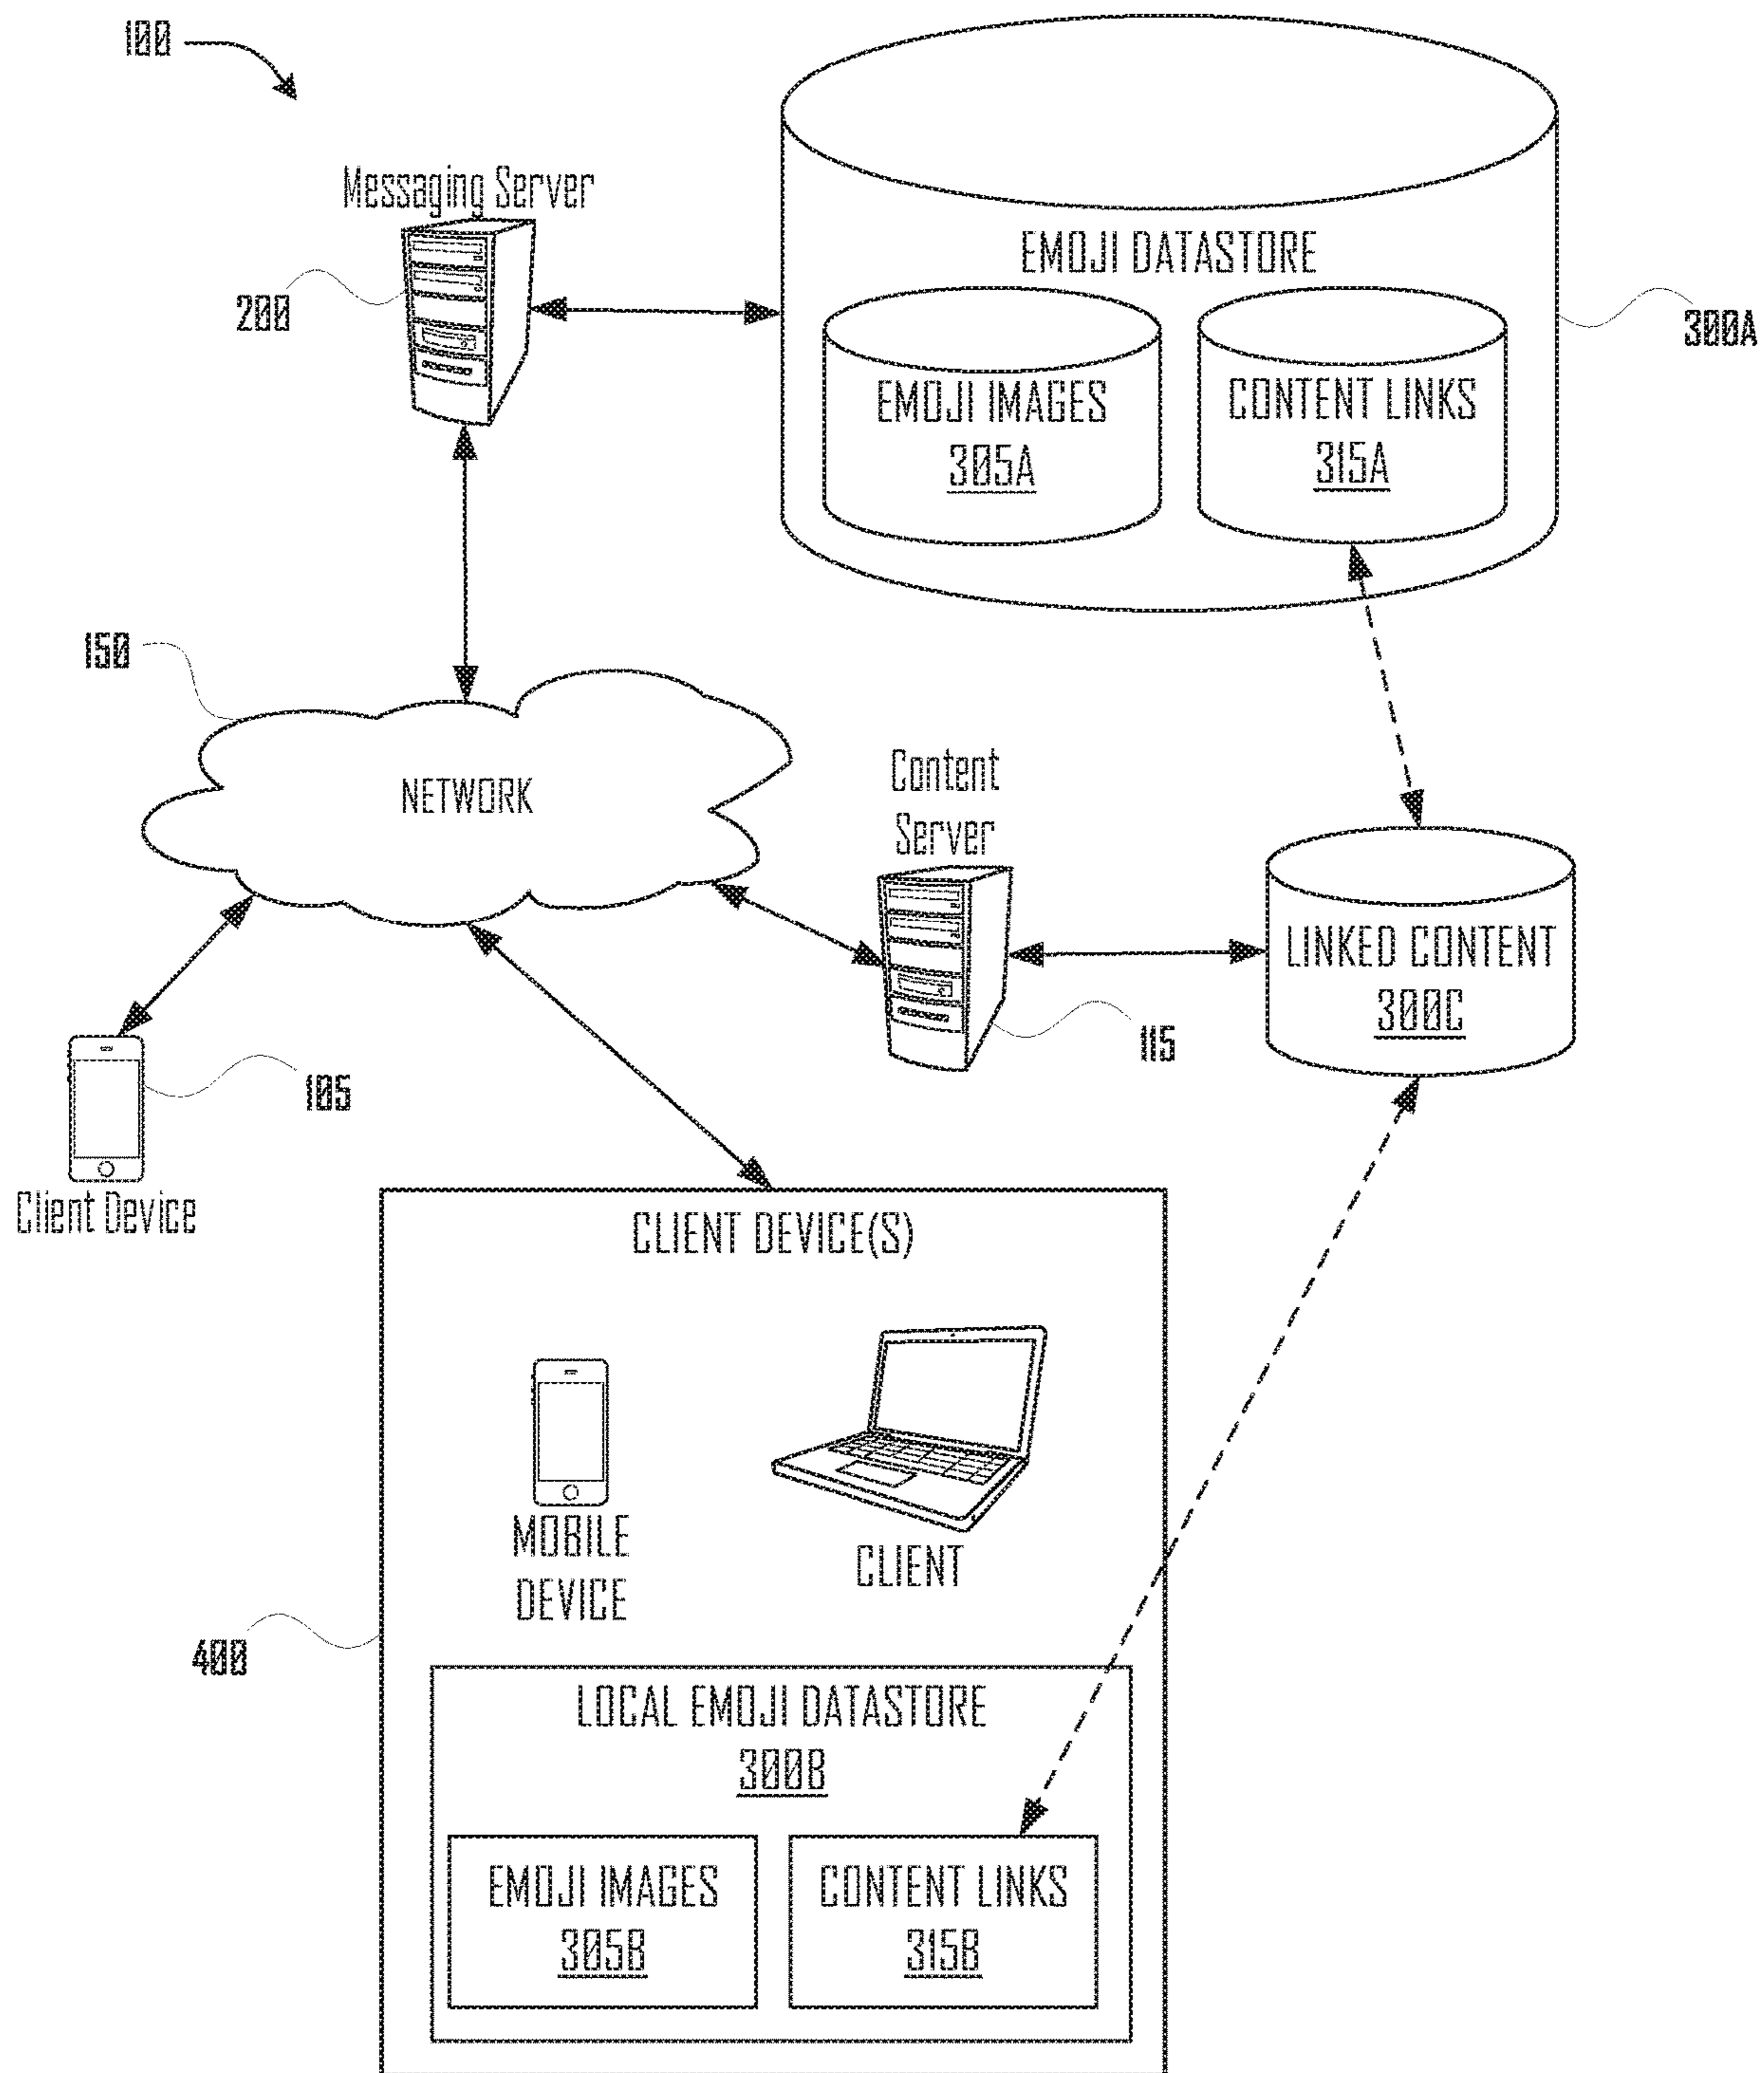 100
Messaging Server
200
EMOJI DATASTORE
300A
EMOJI IMAGES
305A
CONTENT LINKS
315A
150
NETWORK
Content
Server
115
LINKED CONTENT
300C
105
Client Device
CLIENT DEVICE(S)
MOBILE
DEVICE
CLIENT
400
LOCAL EMOJI DATASTORE
300B
EMOJI IMAGES
305B
CONTENT LINKS
315B